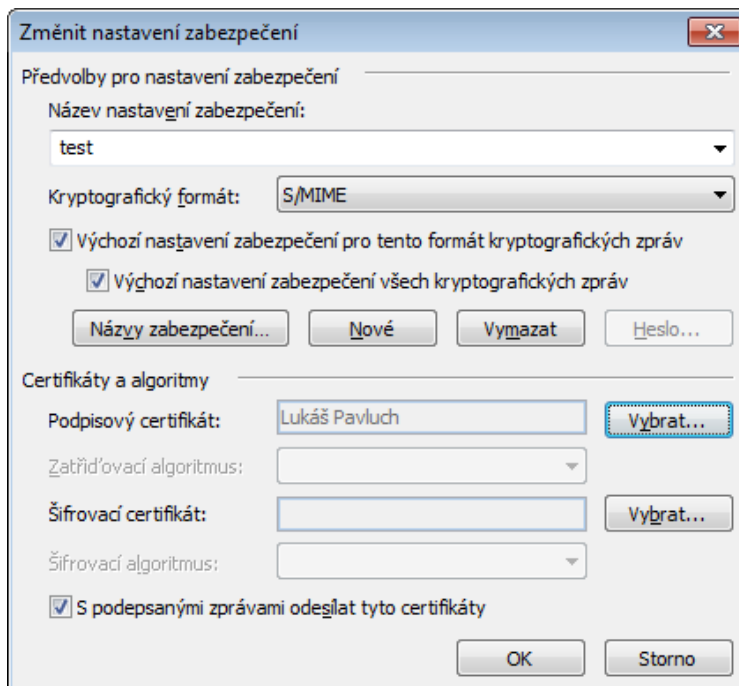 Změnit nastavení zabezpečení
Předvolby pro nastavení zabezpečení
Název nastavení zabezpečení:
test
Kryptografický formát: S/MIME
Výchozí nastavení zabezpečení pro tento formát kryptografických zpráv
Výchozí nastavení zabezpečení všech kryptografických zpráv
Názvy zabezpečení... Nové Vymazat Heslo...
Certifikáty a algoritmy
Podpisový certifikát: Lukáš Pavluch Vybrat...
Zatřiďovací algoritmus:
Šifrovací certifikát: Vybrat...
Šifrovací algoritmus:
S podepsanými zprávami odesílat tyto certifikáty
OK Storno